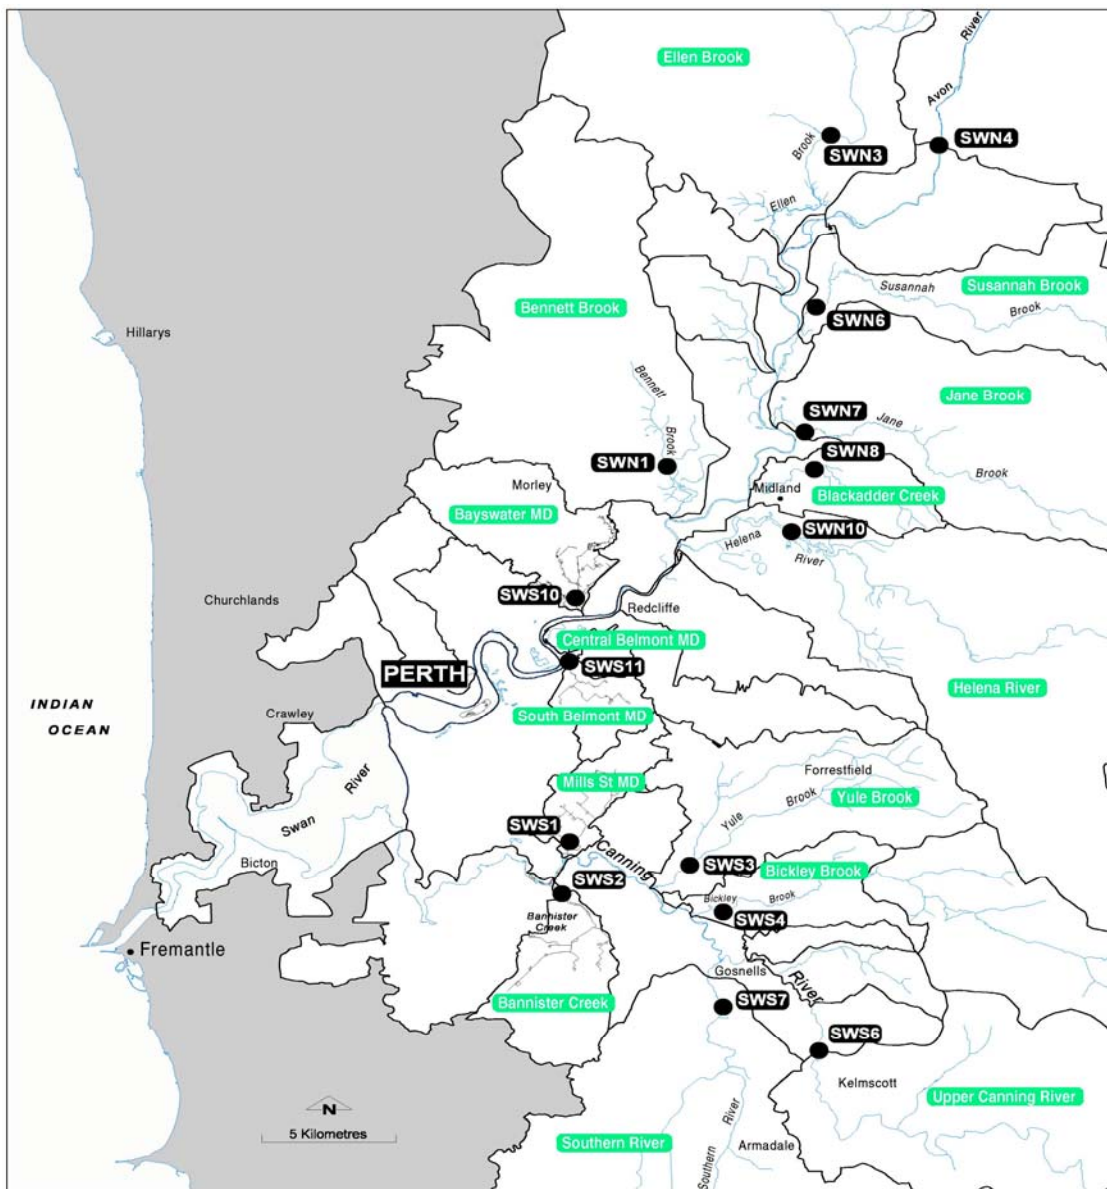 River
Ellen Brook
Avon
SWN4
Brook
SWN3
Ellen
Susannah
Susannah Brook
Bennett Brook
Brook
SWN6
Hillarys
Bennett
Jane Brook
SWN7
Jane
Brook
SWN8
SWN1
Brook
Morley
Midland
Blackadder Creek
Bayswater MD
SWN10
Helena
River
SWS10
Churchlands
Redcliffe
Central Belmont MD
SWS11
PERTH
Helena River
INDIAN
OCEAN
Crawley
South Belmont MD
River
Forrestfield
Mills St MD
Brook
Yule Brook
Swan
SWS1
Yule
Canning
Bicton
SWS3
Bickley Brook
SWS2
Bickley
Brook
SWS4
Bannister
Creek
Fremantle
Gosnells
River
Bannister Creek
SWS7
SWS6
Kelmscott
Upper Canning River
N
5 Kilometres
River
Southern River
Armadale
Southern